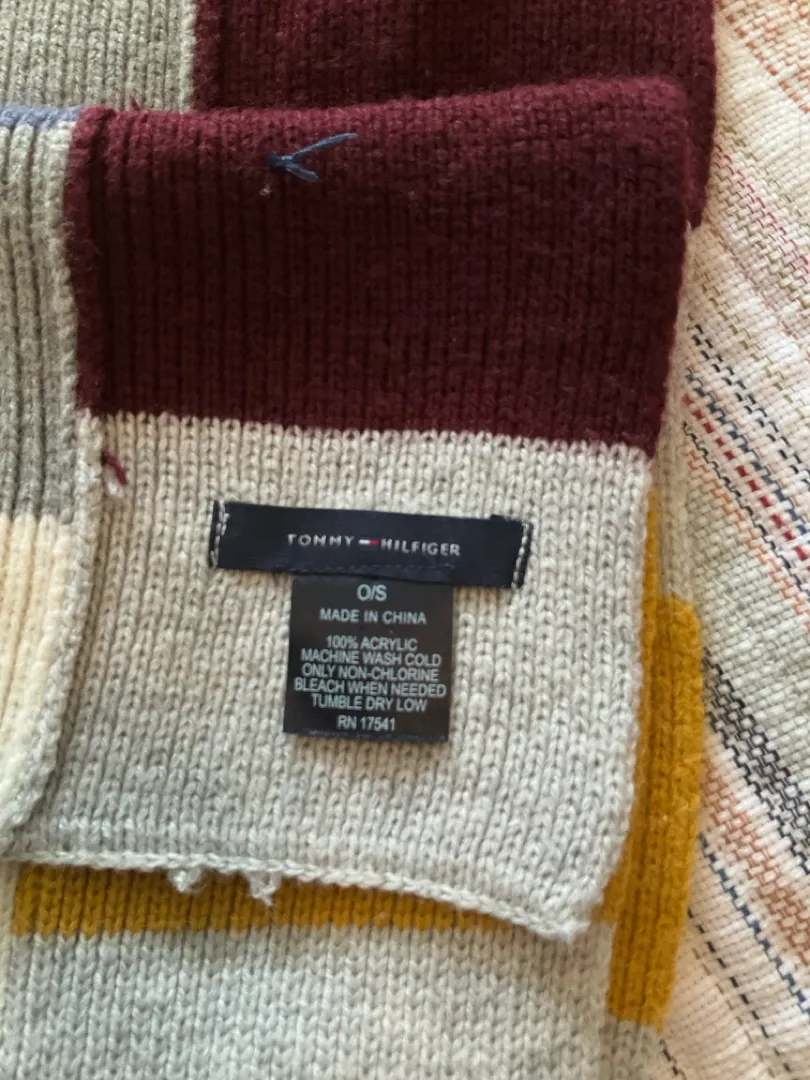 TOMMY HILFIGER
O/S
MADE IN CHINA
100% ACRYLIC
MACHINE WASH COLD
ONLY NON-CHLORINE
BLEACH WHEN NEEDED
TUMBLE DRY LOW
RN 17541